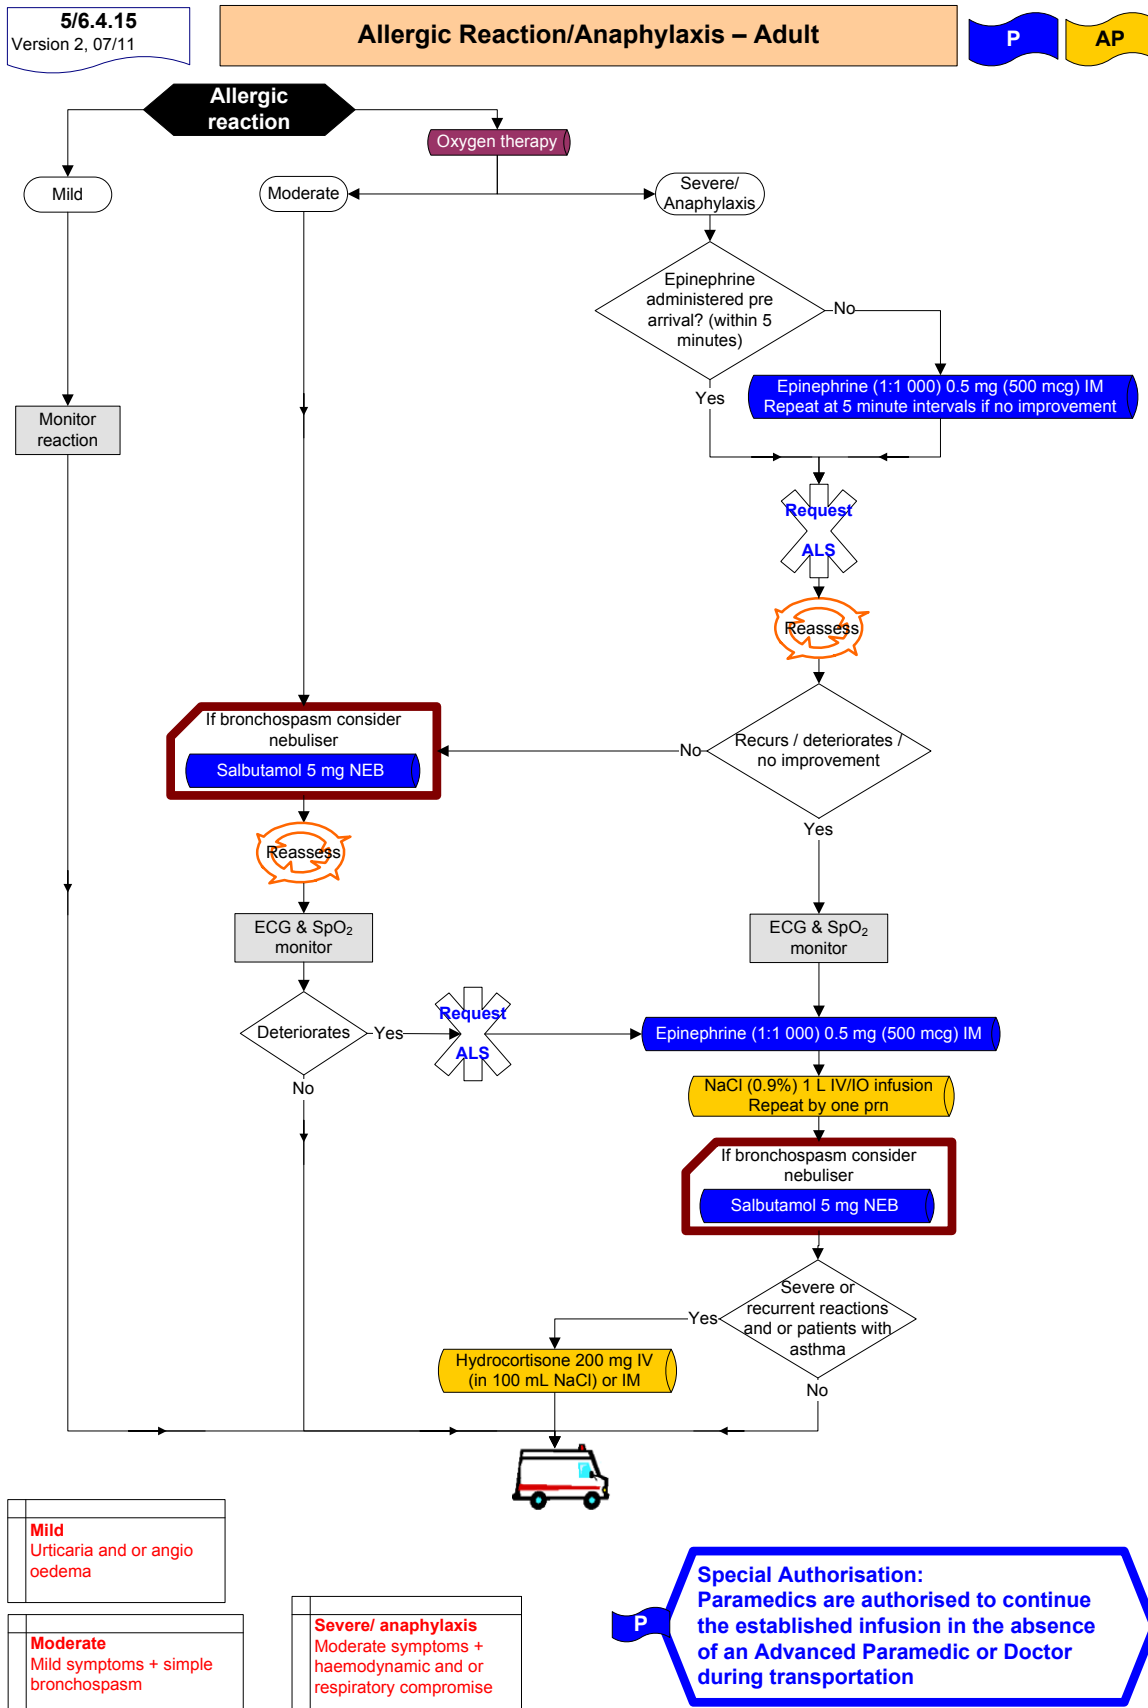 5/6.4.15
Version 2, 07/11
Allergic Reaction/Anaphylaxis – Adult
P
AP
Allergic
reaction
Oxygen therapy
Mild
Moderate
Severe/
Anaphylaxis
Epinephrine
administered pre
arrival? (within 5
minutes)
No
Yes
Epinephrine (1:1 000) 0.5 mg (500 mcg) IM
Repeat at 5 minute intervals if no improvement
Monitor
reaction
Request
ALS
Reassess
If bronchospasm consider
nebuliser
Salbutamol 5 mg NEB
No
Recurs / deteriorates /
no improvement
Yes
Reassess
ECG & SpO2
monitor
ECG & SpO2
monitor
Deteriorates
Yes
No
Request
ALS
Epinephrine (1:1 000) 0.5 mg (500 mcg) IM
NaCl (0.9%) 1 L IV/IO infusion
Repeat by one prn
If bronchospasm consider
nebuliser
Salbutamol 5 mg NEB
Severe or
recurrent reactions
and or patients with
asthma
Yes
No
Hydrocortisone 200 mg IV
(in 100 mL NaCl) or IM
Mild
Urticaria and or angio
oedema
Moderate
Mild symptoms + simple
bronchospasm
Severe/ anaphylaxis
Moderate symptoms +
haemodynamic and or
respiratory compromise
P
Special Authorisation:
Paramedics are authorised to continue
the established infusion in the absence
of an Advanced Paramedic or Doctor
during transportation